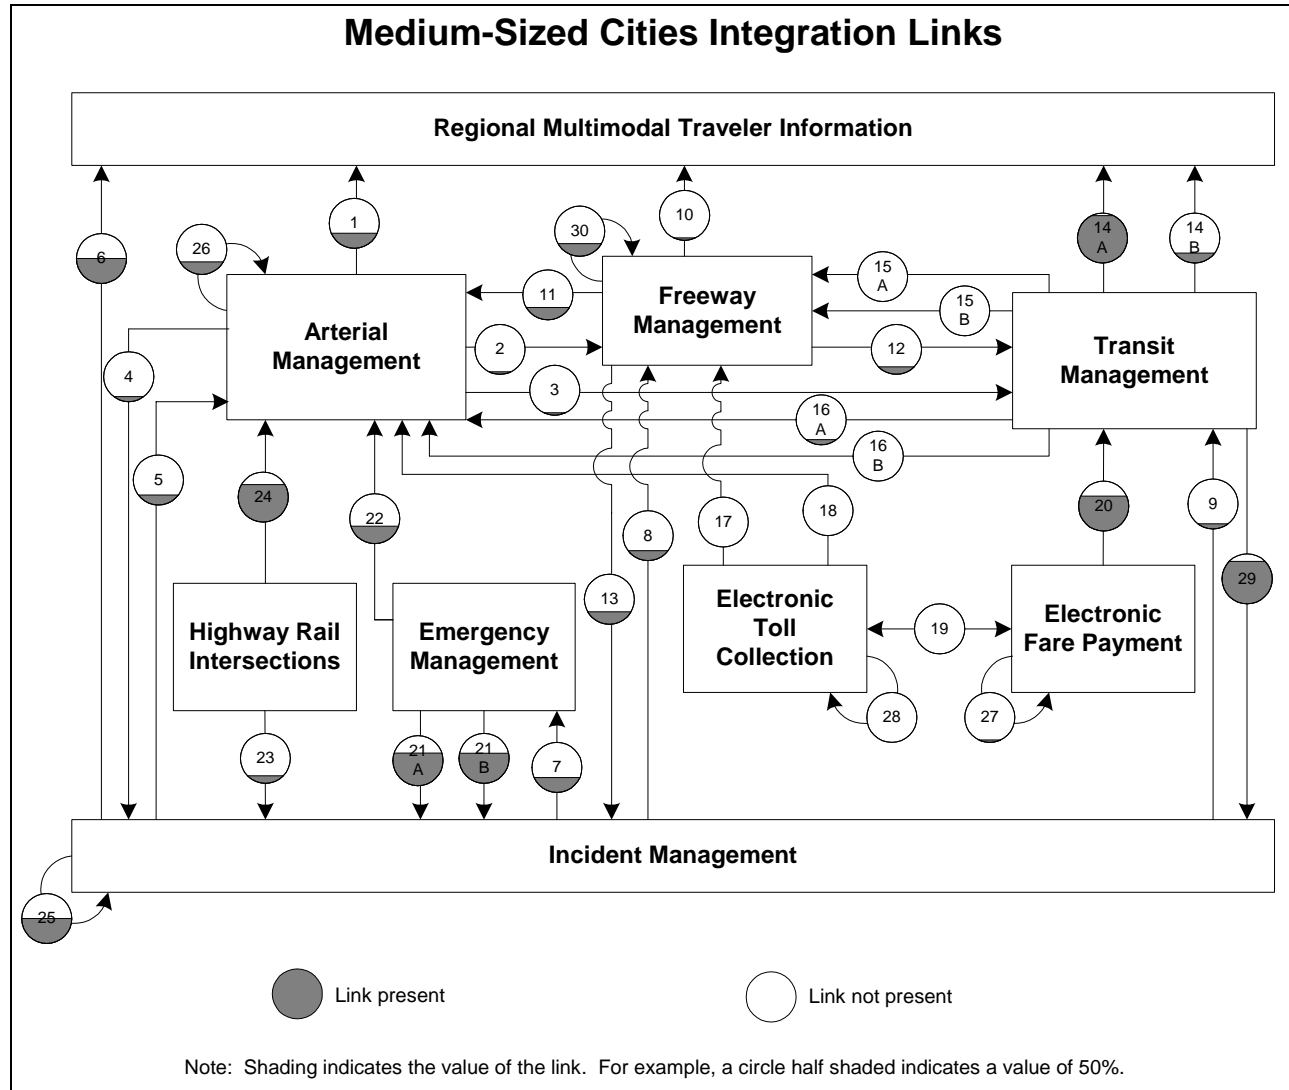 Medium-Sized Cities Integration Links
Regional Multimodal Traveler Information
6
1
10
14
A
14
B
26
30
15
A
11
Freeway
Management
15
B
Arterial
Management
2
12
Transit
Management
4
3
16
A
5
16
B
24
22
8
17
18
20
9
29
13
Highway Rail
Intersections
Emergency
Management
Electronic
Toll
Collection
19
Electronic
Fare Payment
28
27
23
21
A
21
B
7
Incident Management
25
Link present
Link not present
Note: Shading indicates the value of the link. For example, a circle half shaded indicates a value of 50%.